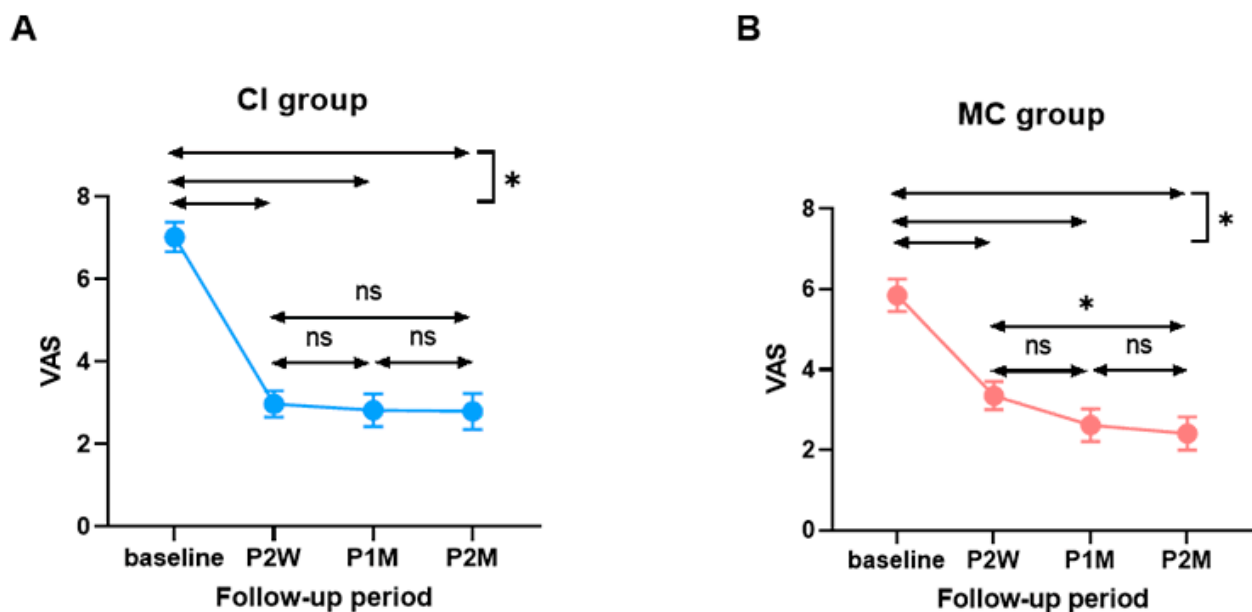 A
CI group
*
8
6
4
2
0
VAS
ns
ns
ns
baseline P2W P1M P2M
Follow-up period
B
MC group
*
8
6
4
2
0
VAS
*
ns
ns
baseline P2W P1M P2M
Follow-up period